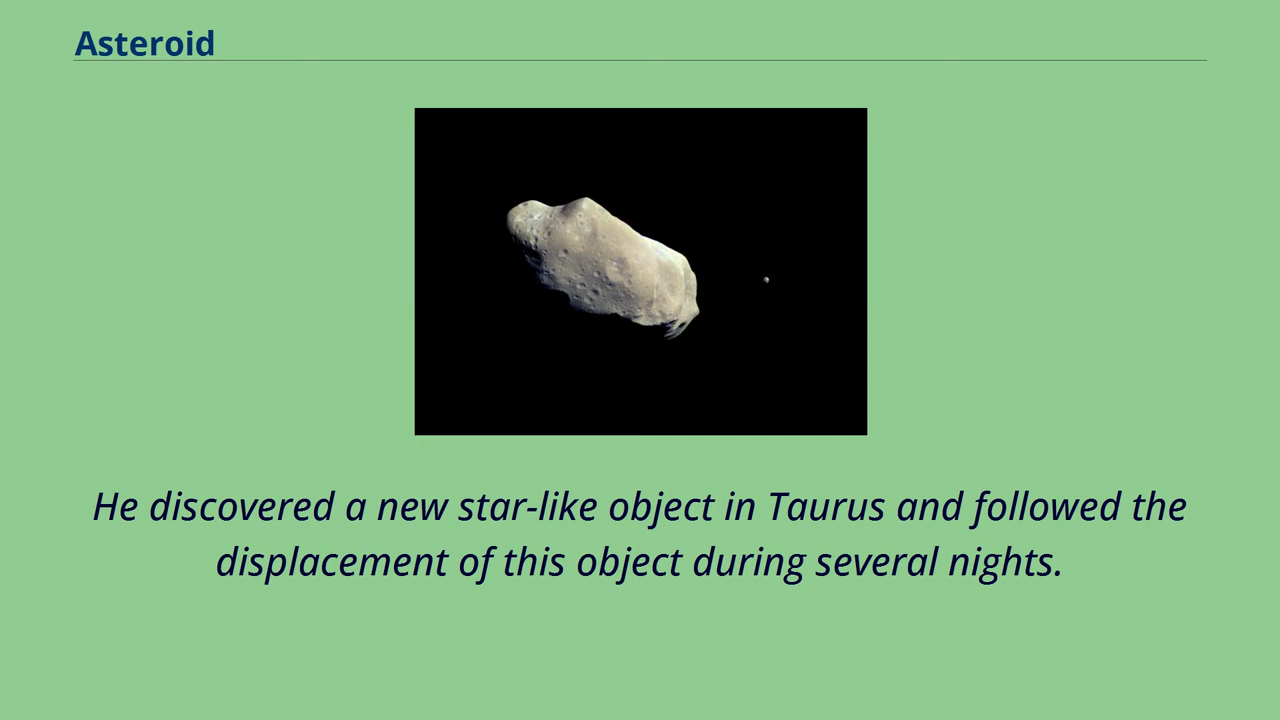 Asteroid
He discovered a new star-like object in Taurus and followed the
displacement of this object during several nights.